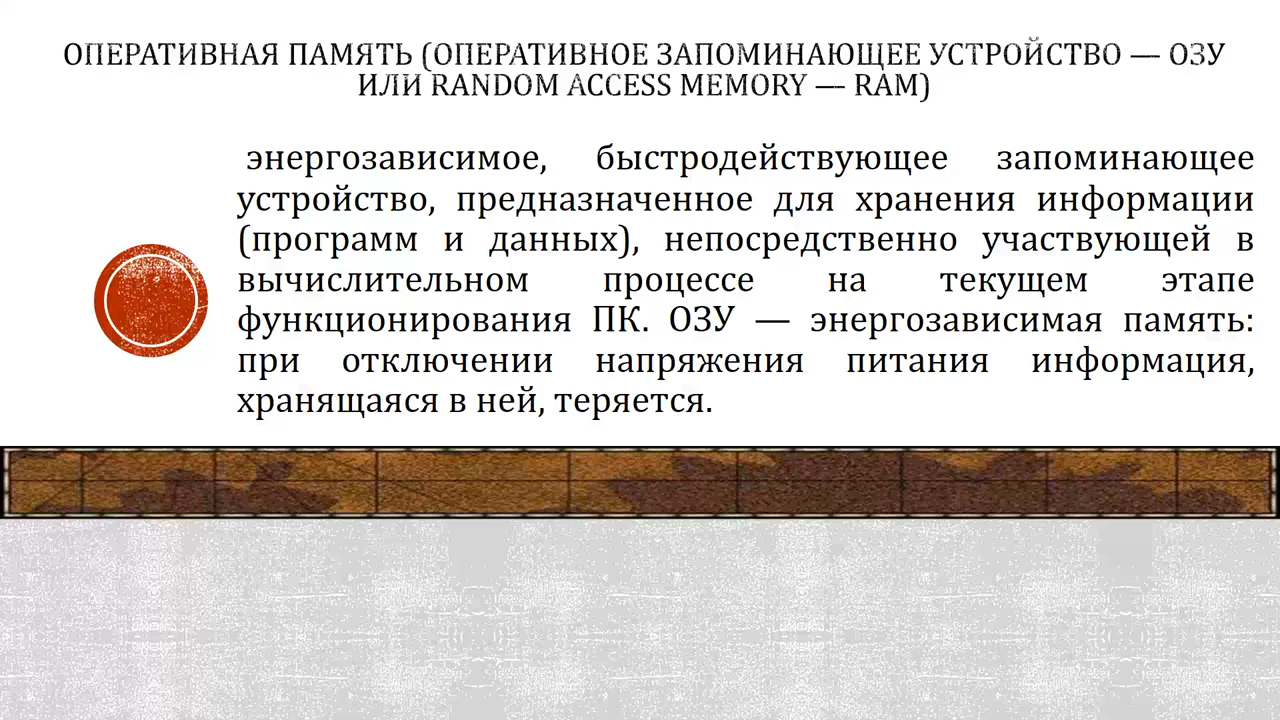 ОПЕРАТИВНАЯ ПАМЯТЬ (ОПЕРАТИВНОЕ ЗАПОМИНАЮЩЕЕ УСТРОЙСТВО — ОЗУ
ИЛИ RANDOM ACCESS MEMORY — RAM)
энергозависимое, быстродействующее запоминающее
устройство, предназначенное для хранения информации
(программ и данных), непосредственно участвующей в
вычислительном процессе на текущем этапе
функционирования ПК. ОЗУ — энергозависимая память:
при отключении напряжения питания информация,
хранящаяся в ней, теряется.